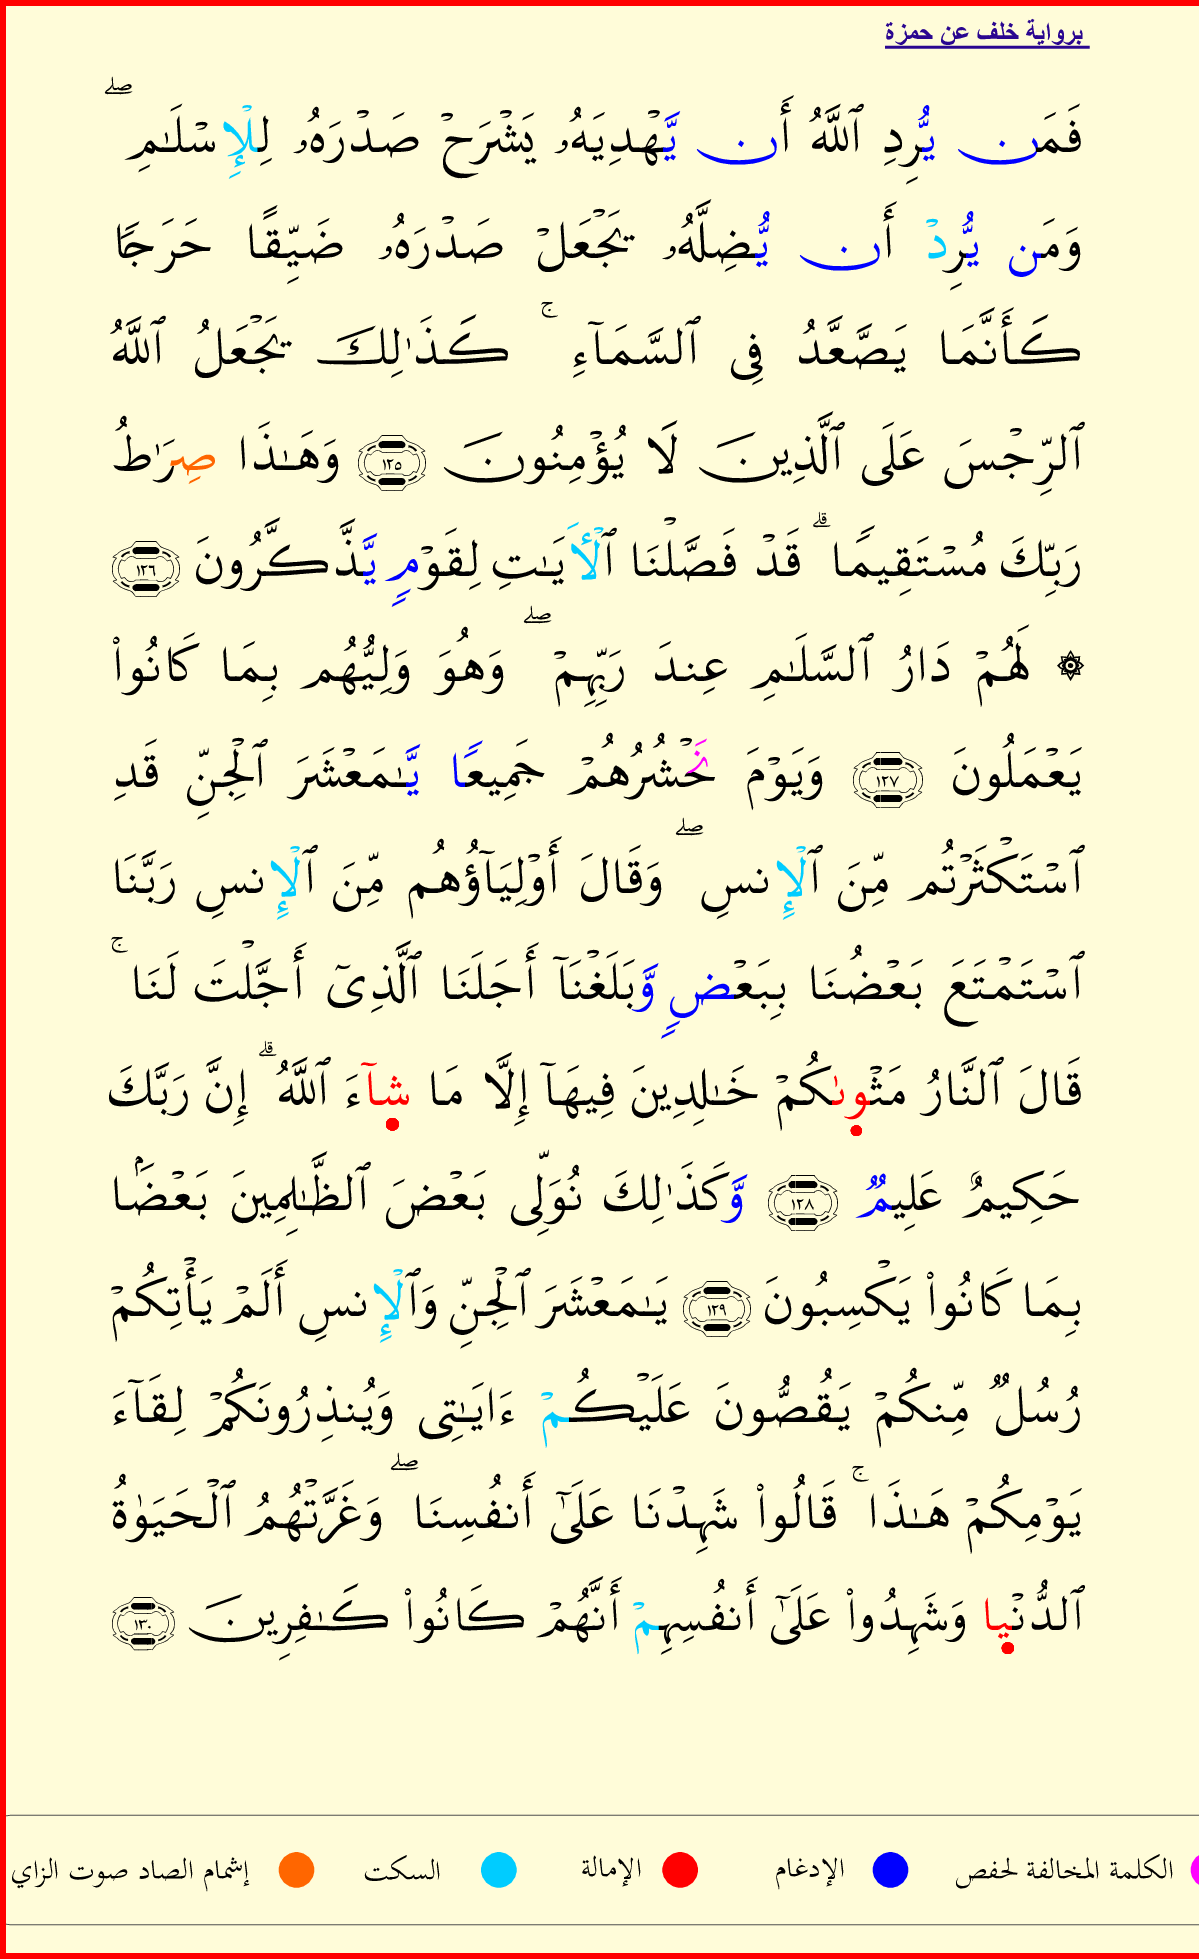 برواية خلف عن حمزة
فَمَن يُّرِدِ ٱللَّهُ أَن يَّهْدِيَهُۥ يَشْرَحْ صَدْرَهُۥ لِلْإِسْلَـٰمِ ۖ
وَمَن يُّرِدْ أَن يُّضِلَّهُۥ يَجْعَلْ صَدْرَهُۥ ضَيِّقًا حَرَجًا
كَأَنَّمَا يَصَّعَّدُ فِى ٱلسَّمَآءِ ۚ كَذَٰلِكَ يَجْعَلُ ٱللَّهُ
ٱلرِّجْسَ عَلَى ٱلَّذِينَ لَا يُؤْمِنُونَ ١٢٥ وَهَـٰذَا صِرَٰطُ
رَبِّكَ مُسْتَقِيمًا ۗ قَدْ فَصَّلْنَا ٱلْأَيَـٰتِ لِقَوْمٍ يَّذَّكَّرُونَ ١٢٦
۞ لَهُمْ دَارُ ٱلسَّلَـٰمِ عِندَ رَبِّهِمْ ۖ وَهُوَ وَلِيُّهُم بِمَا كَانُوا۟
يَعْمَلُونَ ١٢٧ وَيَوْمَ نَحْشُرُهُمْ جَمِيعًا يَّـٰمَعْشَرَ ٱلْجِنِّ قَدِ
ٱسْتَكْثَرْتُم مِّنَ ٱلْإِنسِ ۖ وَقَالَ أَوْلِيَآؤُهُم مِّنَ ٱلْإِنسِ رَبَّنَا
ٱسْتَمْتَعَ بَعْضُنَا بِبَعْضٍ وَّبَلَغْنَآ أَجَلَنَا ٱلَّذِىٓ أَجَّلْتَ لَنَا ۚ
قَالَ ٱلنَّارُ مَثْوىٰكُمْ خَـٰلِدِينَ فِيهَآ إِلَّا مَا شآءَ ٱللَّهُ ۗ إِنَّ رَبَّكَ
حَكِيمٌ عَلِيمٌ ١٢٨ وَّكَذَٰلِكَ نُوَلِّى بَعْضَ ٱلظَّـٰلِمِينَ بَعْضًۢا
بِمَا كَانُوا۟ يَكْسِبُونَ ١٢٩ يَـٰمَعْشَرَ ٱلْجِنِّ وَٱلْإِنسِ أَلَمْ يَأْتِكُمْ
رُسُلٌ مِّنكُمْ يَقُصُّونَ عَلَيْكُمْ ءَايَـٰتِى وَيُنذِرُونَكُمْ لِقَآءَ
يَوْمِكُمْ هَـٰذَا ۚ قَالُوا۟ شَهِدْنَا عَلَىٰٓ أَنفُسِنَا ۖ وَغَرَّتْهُمُ ٱلْحَيَوٰةُ
ٱلدُّنْيا وَشَهِدُوا۟ عَلَىٰٓ أَنفُسِهِمْ أَنَّهُمْ كَانُوا۟ كَـٰفِرِينَ ١٣٠
الكلمة المخالفة لحفص الإدغام الإمالة السكت إشمام الصاد صوت الزاي